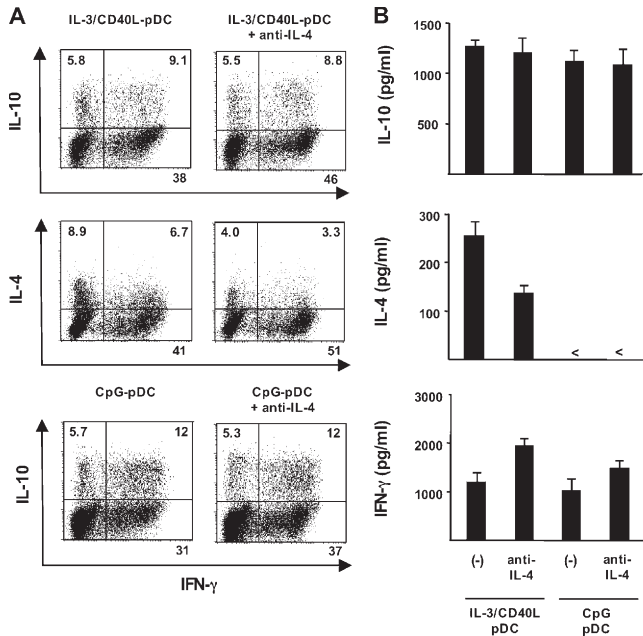 A
IL-3/CD40L-pDC
IL-3/CD40L-pDC
+ anti-IL-4
5.8
9.1
5.5
8.8
IL-10
38
46
8.9
6.7
4.0
3.3
IL-4
41
51
CpG-pDC
CpG-pDC
+ anti-IL-4
5.7
12
5.3
12
IL-10
31
37
IFN-γ
B
IL-10 (pg/ml)
1500
1000
500
IL-4 (pg/ml)
300
200
100
<
<
IFN-γ (pg/ml)
3000
2000
1000
(-)
anti-
IL-4
(-)
anti-
IL-4
IL-3/CD40L
pDC
CpG
pDC